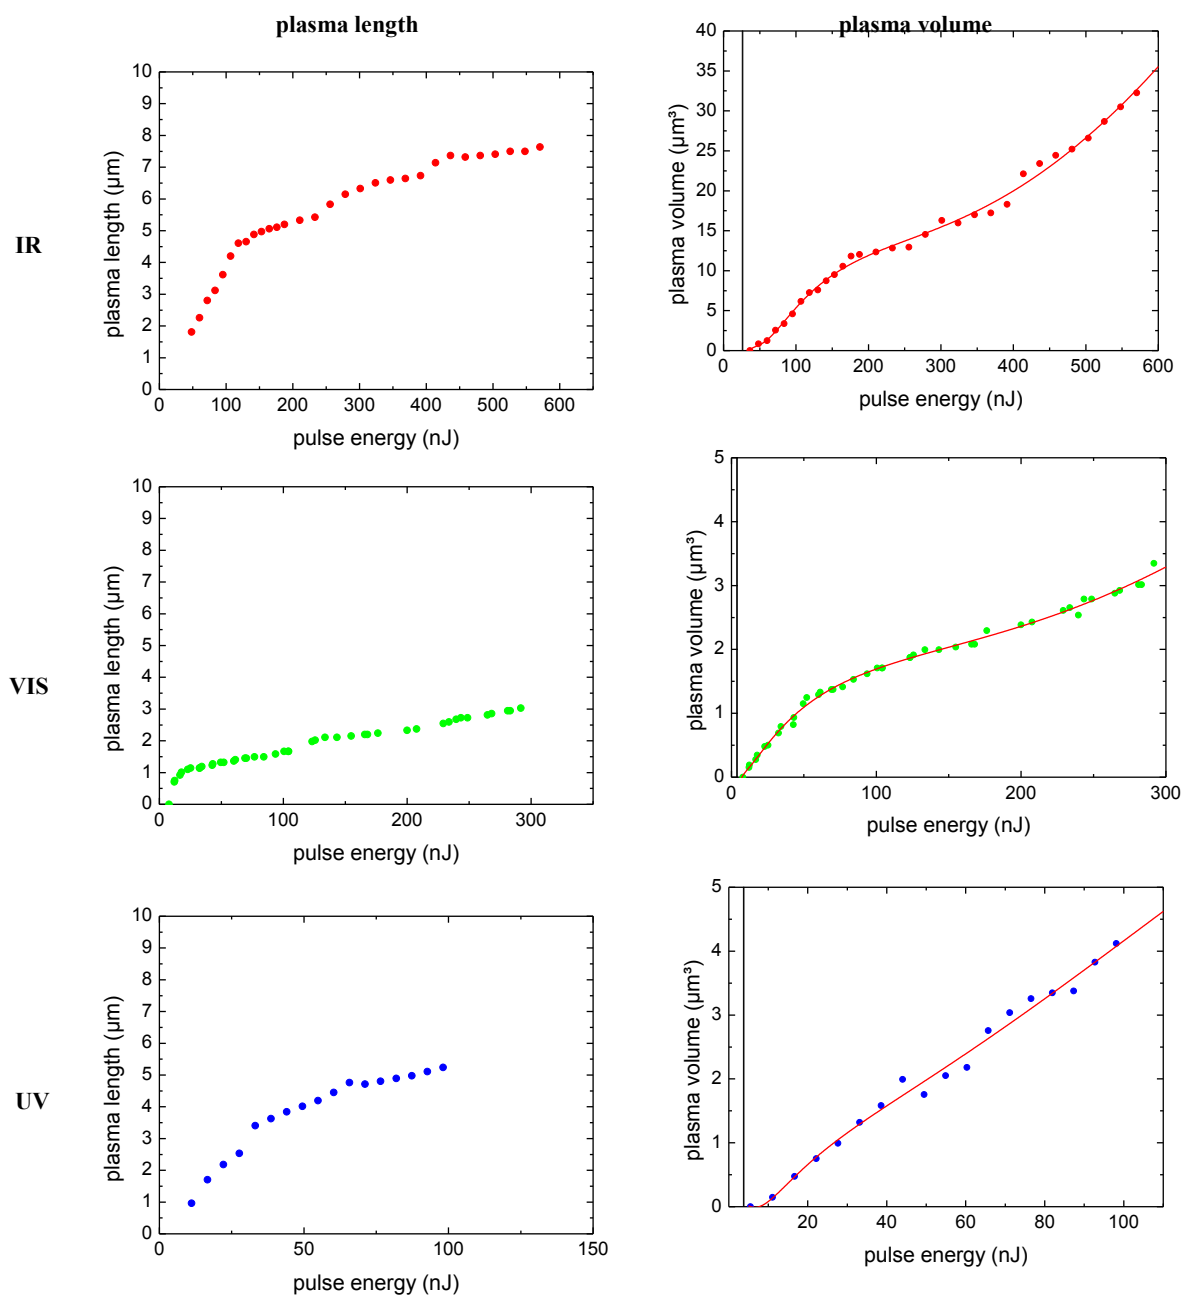 plasma length
plasma volume
IR
plasma length (µm)
10
9
8
7
6
5
4
3
2
1
0
0 100 200 300 400 500 600
pulse energy (nJ)
plasma volume (µm³)
40
35
30
25
20
15
10
5
0
0 100 200 300 400 500 600
pulse energy (nJ)
VIS
plasma length (µm)
10
9
8
7
6
5
4
3
2
1
0
0 100 200 300
pulse energy (nJ)
plasma volume (µm³)
5
4
3
2
1
0
0 100 200 300
pulse energy (nJ)
UV
plasma length (µm)
10
9
8
7
6
5
4
3
2
1
0
0 50 100 150
pulse energy (nJ)
plasma volume (µm³)
5
4
3
2
1
0
20 40 60 80 100
pulse energy (nJ)